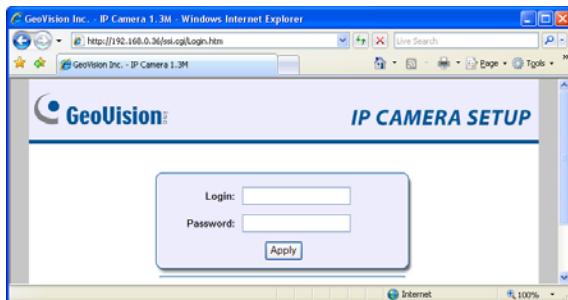 GeoVision Inc. - IP Camera 1.3M - Windows Internet Explorer
http://192.168.0.36/ssi.cgi/Login.htm
Live Search
GeoVision Inc. - IP Camera 1.3M
Page
Tools
GeoVision
IP CAMERA SETUP
Login:
Password:
Apply
Internet
100%